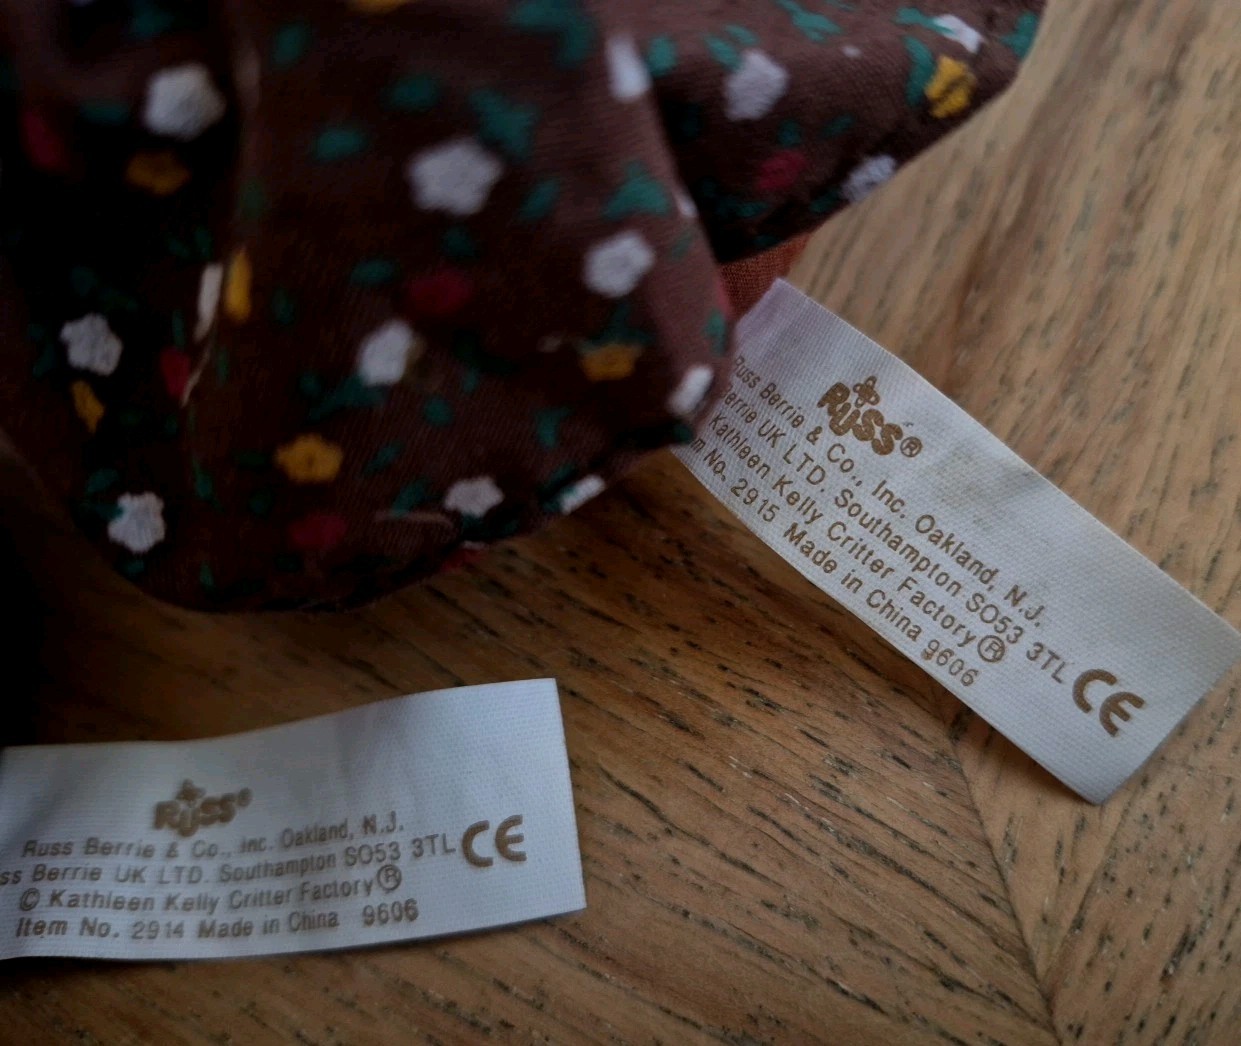 RUSS®
Russ Berrie & Co., Inc. Oakland, N.J.
errie UK LTD. Southampton SO53 3TL
Kathleen Kelly Critter Factory®
m No. 2915 Made in China 9606
CE
RUSS®
Russ Berrie & Co., Inc. Oakland, N.J.
ss Berrie UK LTD. Southampton SO53 3TL
© Kathleen Kelly Critter Factory®
Item No. 2914 Made in China 9606
CE